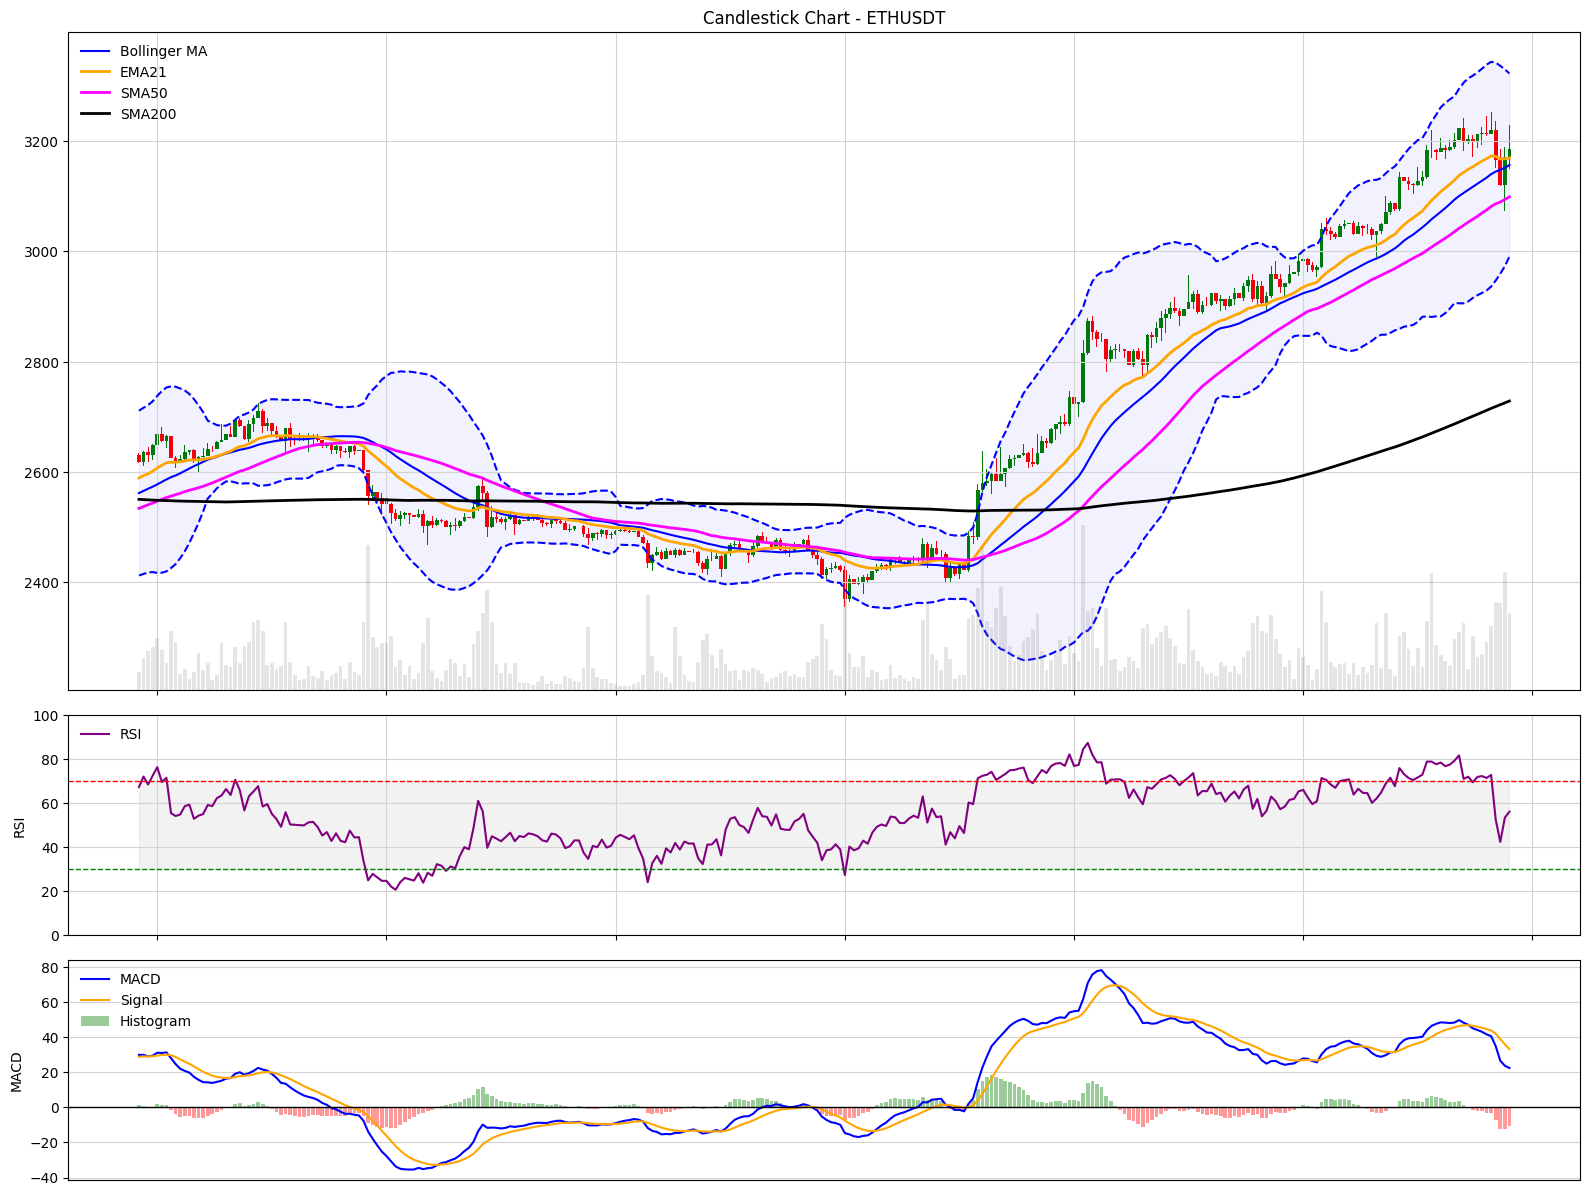 Candlestick Chart - ETHUSDT
Bollinger MA
EMA21
SMA50
SMA200
3200
3000
2800
2600
2400
100
80
60
40
20
0
RSI
RSI
80
60
40
20
0
−20
−40
MACD
MACD
Signal
Histogram